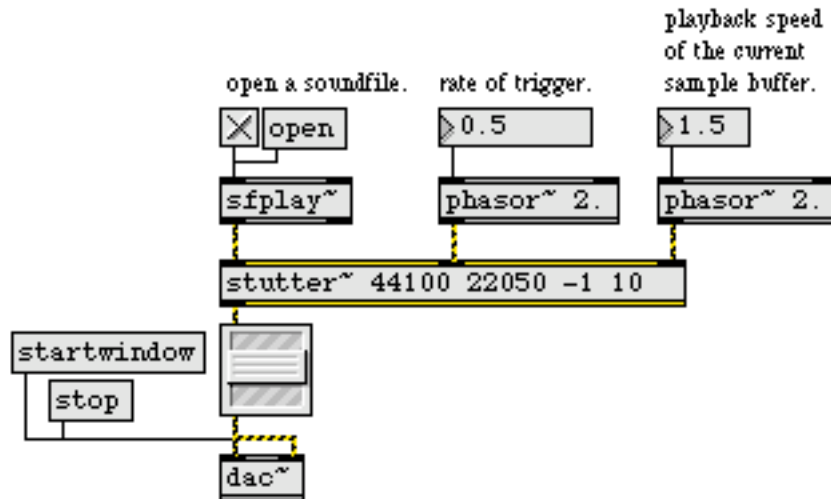 playback speed
of the current
sample buffer.
open a soundfile.
rate of trigger.
open
0.5
1.5
sfplay~
phasor~ 2.
phasor~ 2.
stutter~ 44100 22050 -1 10
startwindow
stop
dac~